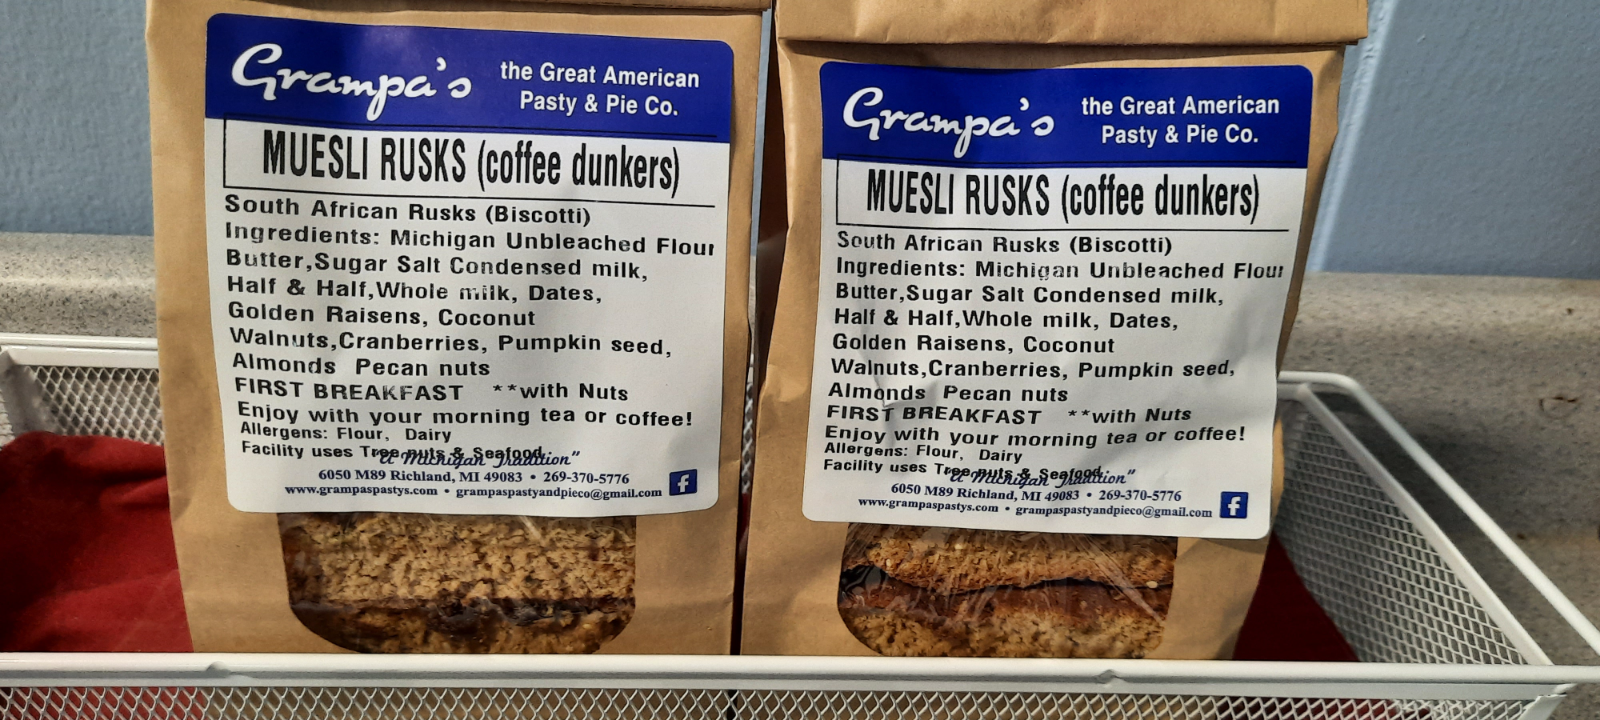 Grampa's
the Great American
Pasty & Pie Co.
MUESLI RUSKS (coffee dunkers)
South African Rusks (Biscotti)
Ingredients: Michigan Unbleached Flour
Butter,Sugar Salt Condensed milk,
Half & Half,Whole milk, Dates,
Golden Raisens, Coconut
Walnuts,Cranberries, Pumpkin seed,
Almonds Pecan nuts
FIRST BREAKFAST **with Nuts
Enjoy with your morning tea or coffee!
Allergens: Flour, Dairy
Facility uses Tree nuts & Seafood
"a Michigan Tradition"
6050 M89 Richland, MI 49083 • 269-370-5776
www.grampaspastys.com • grampaspastyandpieco@gmail.com f
Grampa's
the Great American
Pasty & Pie Co.
MUESLI RUSKS (coffee dunkers)
South African Rusks (Biscotti)
Ingredients: Michigan Unbleached Flour
Butter,Sugar Salt Condensed milk,
Half & Half,Whole milk, Dates,
Golden Raisens, Coconut
Walnuts,Cranberries, Pumpkin seed,
Almonds Pecan nuts
FIRST BREAKFAST **with Nuts
Enjoy with your morning tea or coffee!
Allergens: Flour, Dairy
Facility uses Tree nuts & Seafood
"a Michigan Tradition"
6050 M89 Richland, MI 49083 • 269-370-5776
www.grampaspastys.com • grampaspastyandpieco@gmail.com f